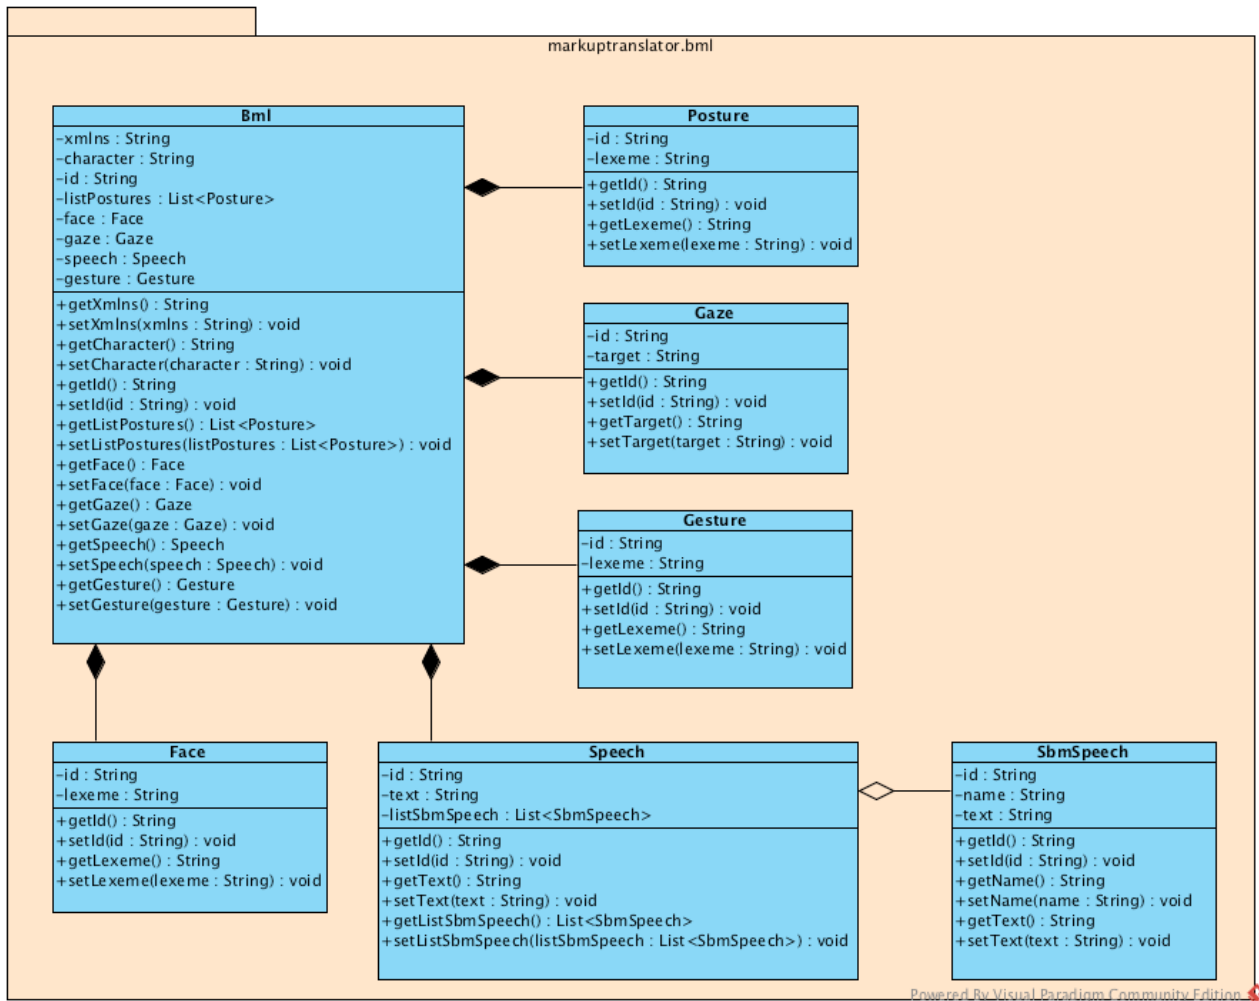 markuptranslator.bml
Bml
-xmlns : String
-character : String
-id : String
-listPostures : List<Posture>
-face : Face
-gaze : Gaze
-speech : Speech
-gesture : Gesture
+getXmlns() : String
+setXmlns(xmlns : String) : void
+getCharacter() : String
+setCharacter(character : String) : void
+getId() : String
+setId(id : String) : void
+getListPostures() : List<Posture>
+setListPostures(listPostures : List<Posture>) : void
+getFace() : Face
+setFace(face : Face) : void
+getGaze() : Gaze
+setGaze(gaze : Gaze) : void
+getSpeech() : Speech
+setSpeech(speech : Speech) : void
+getGesture() : Gesture
+setGesture(gesture : Gesture) : void
Posture
-id : String
-lexeme : String
+getId() : String
+setId(id : String) : void
+getLexeme() : String
+setLexeme(lexeme : String) : void
Gaze
-id : String
-target : String
+getId() : String
+setId(id : String) : void
+getTarget() : String
+setTarget(target : String) : void
Gesture
-id : String
-lexeme : String
+getId() : String
+setId(id : String) : void
+getLexeme() : String
+setLexeme(lexeme : String) : void
Face
-id : String
-lexeme : String
+getId() : String
+setId(id : String) : void
+getLexeme() : String
+setLexeme(lexeme : String) : void
Speech
-id : String
-text : String
-listSbmSpeech : List<SbmSpeech>
+getId() : String
+setId(id : String) : void
+getText() : String
+setText(text : String) : void
+getListSbmSpeech() : List<SbmSpeech>
+setListSbmSpeech(listSbmSpeech : List<SbmSpeech>) : void
SbmSpeech
-id : String
-name : String
-text : String
+getId() : String
+setId(id : String) : void
+getName() : String
+setName(name : String) : void
+getText() : String
+setText(text : String) : void
Powered By Visual Paradigm Community Edition